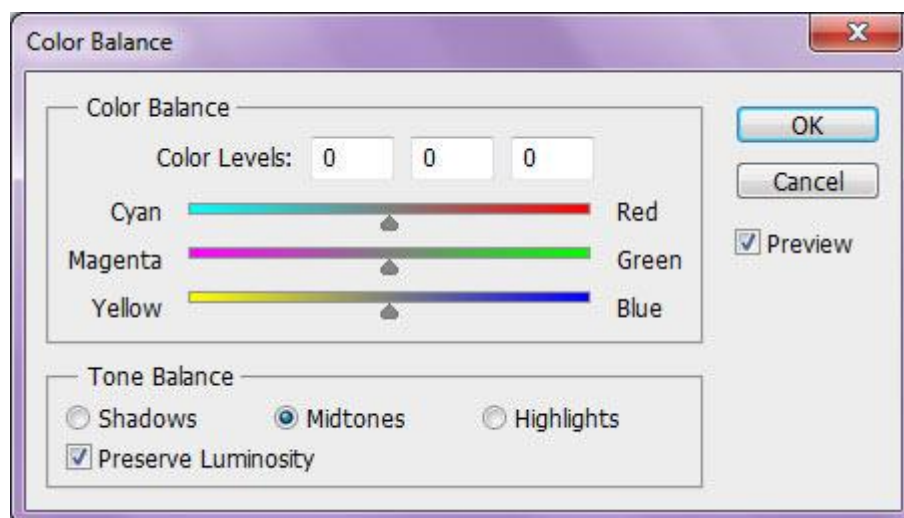 Color Balance
Color Balance
Color Levels: 0 0 0
Cyan Red
Magenta Green
Yellow Blue
OK
Cancel
Preview
Tone Balance
Shadows Midtones Highlights
Preserve Luminosity